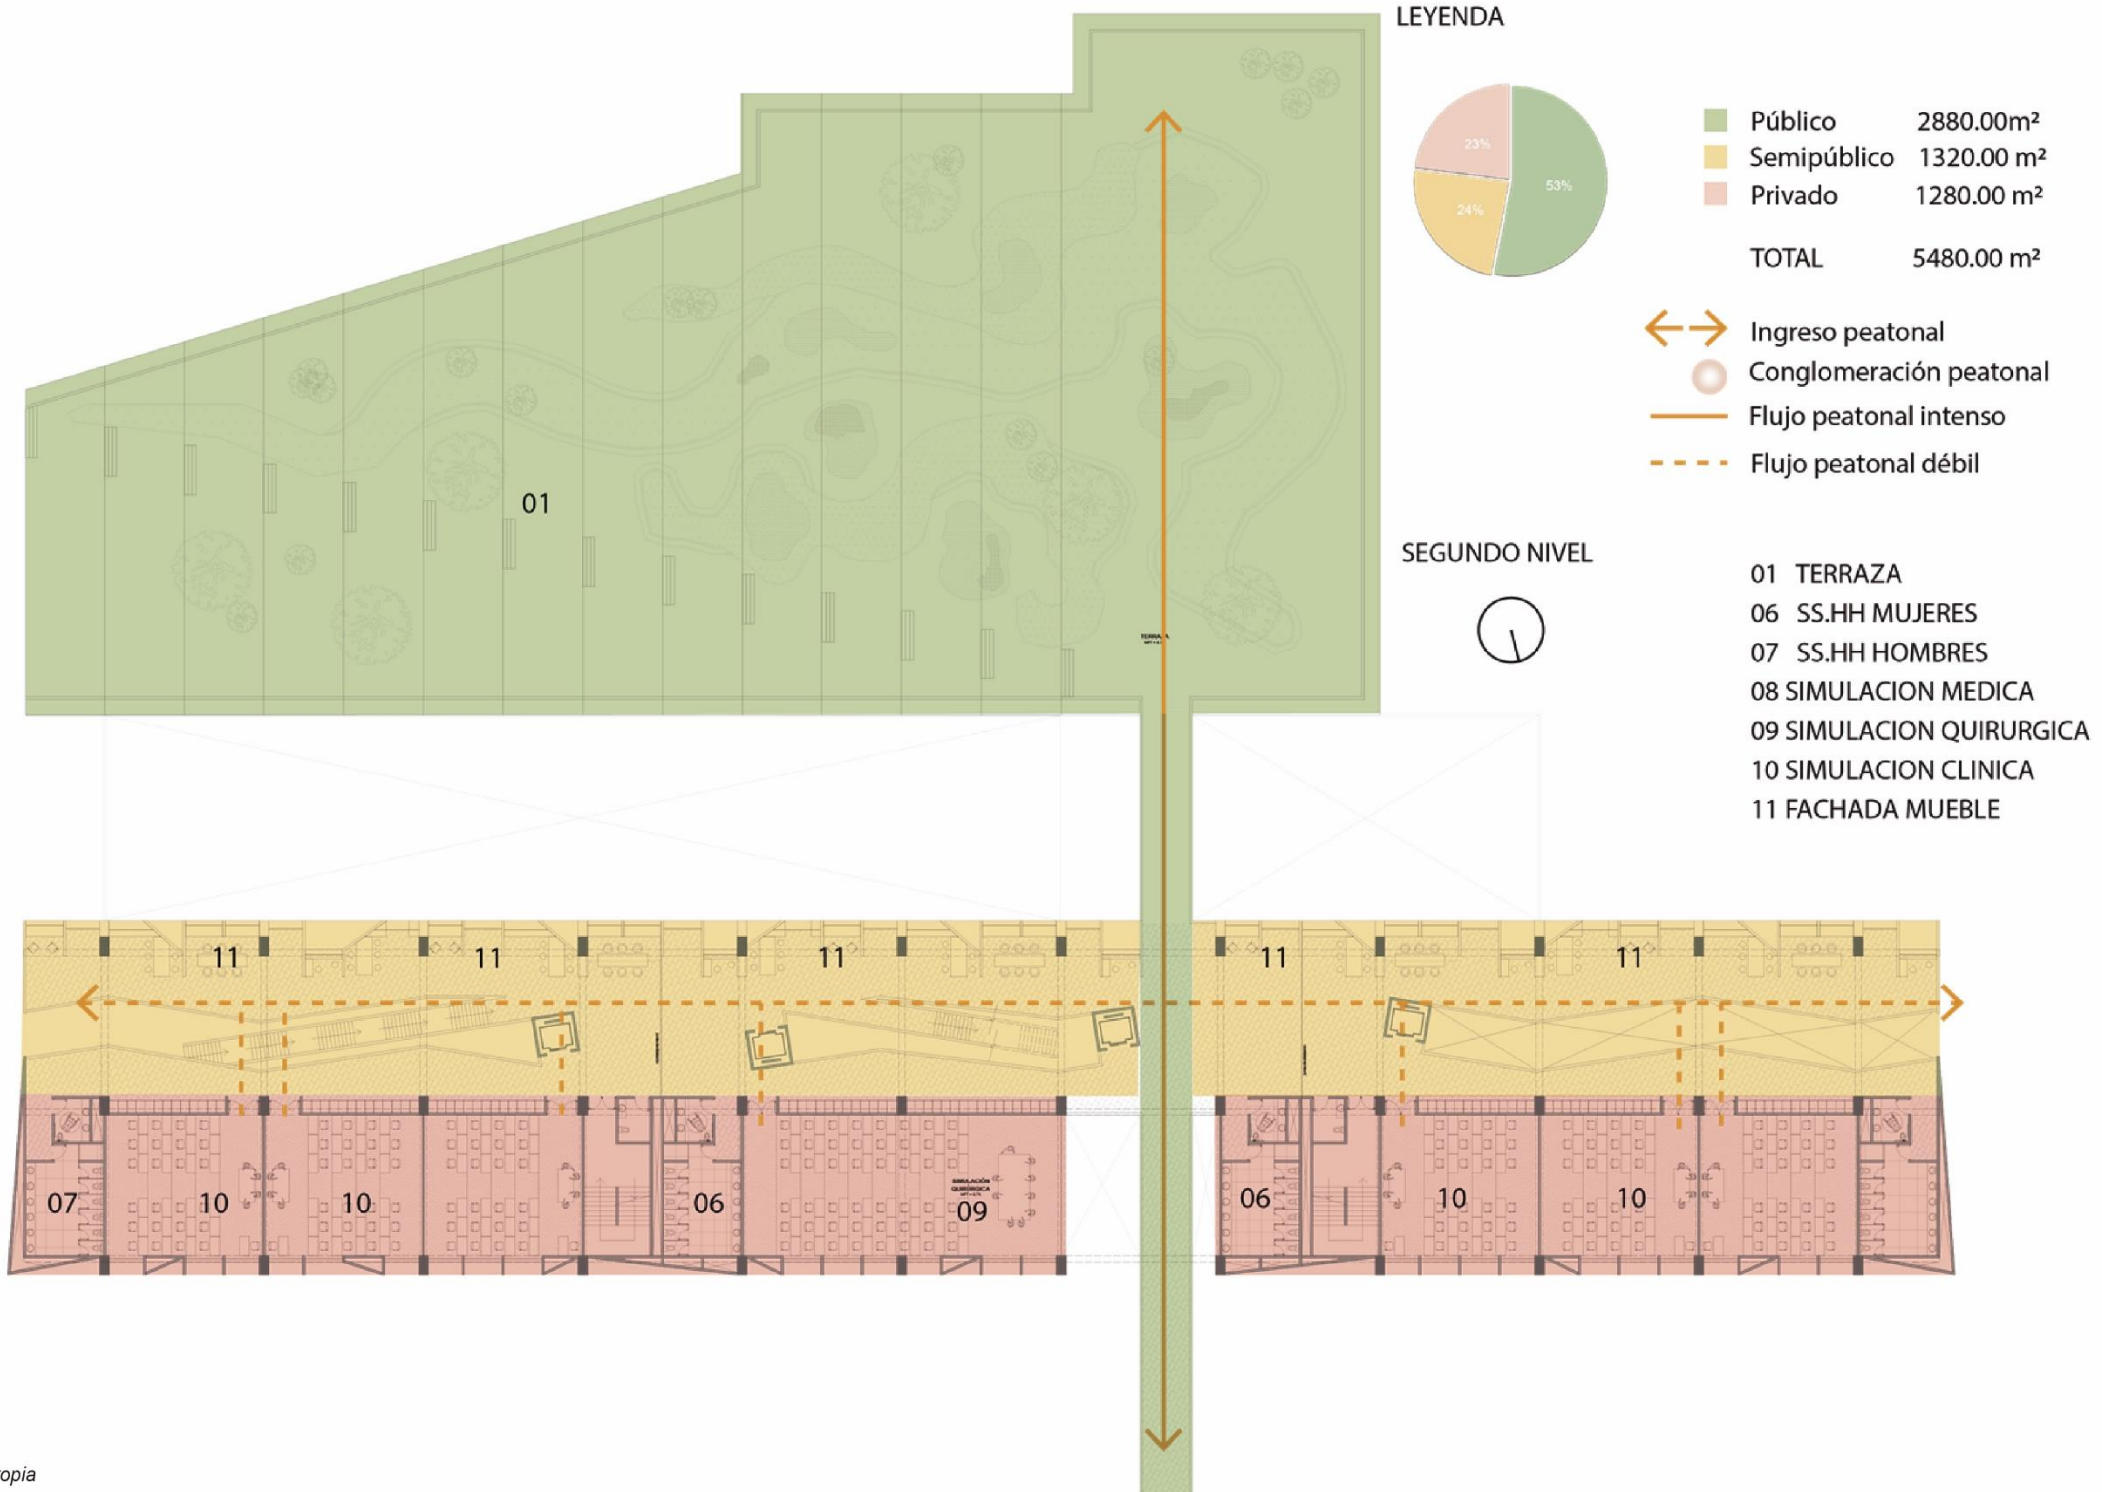 LEYENDA
23%
53%
24%
Público 2880.00m²
Semipúblico 1320.00 m²
Privado 1280.00 m²
TOTAL 5480.00 m²
Ingreso peatonal
Conglomeración peatonal
Flujo peatonal intenso
Flujo peatonal débil
SEGUNDO NIVEL
01 TERRAZA
06 SS.HH MUJERES
07 SS.HH HOMBRES
08 SIMULACION MEDICA
09 SIMULACION QUIRURGICA
10 SIMULACION CLINICA
11 FACHADA MUEBLE
01
TERRAZA
11 11 11 11 11
07 10 10 06
SIMULACIÓN
QUIRÚRGICA
09
06 10 10
opia